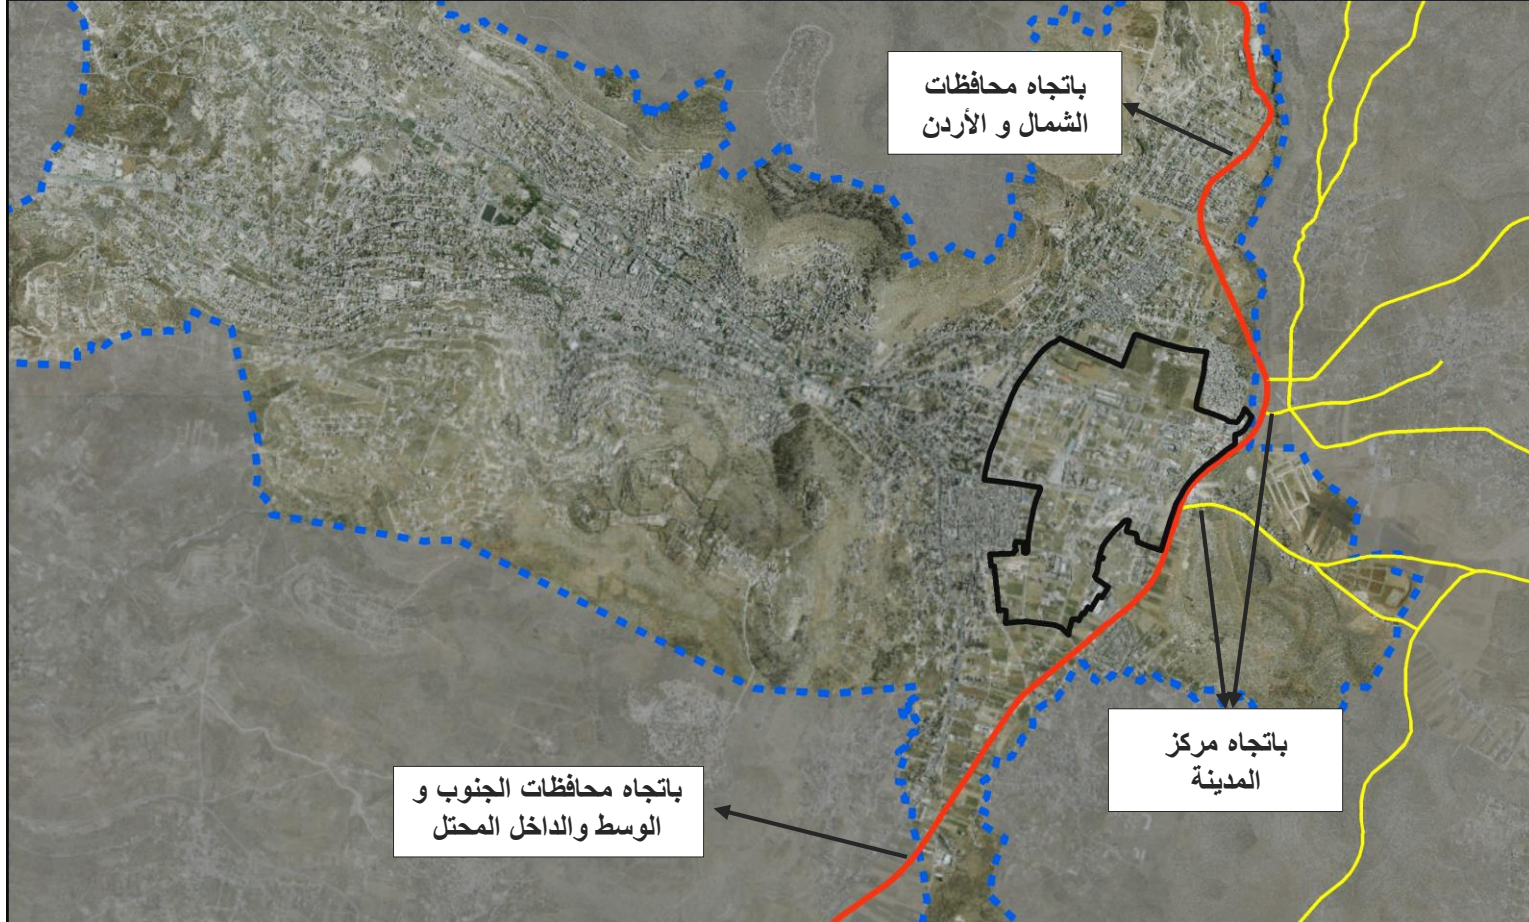 باتجاه محافظات
الشمال و الأردن
باتجاه مركز
المدينة
باتجاه محافظات الجنوب و
الوسط والداخل المحتل